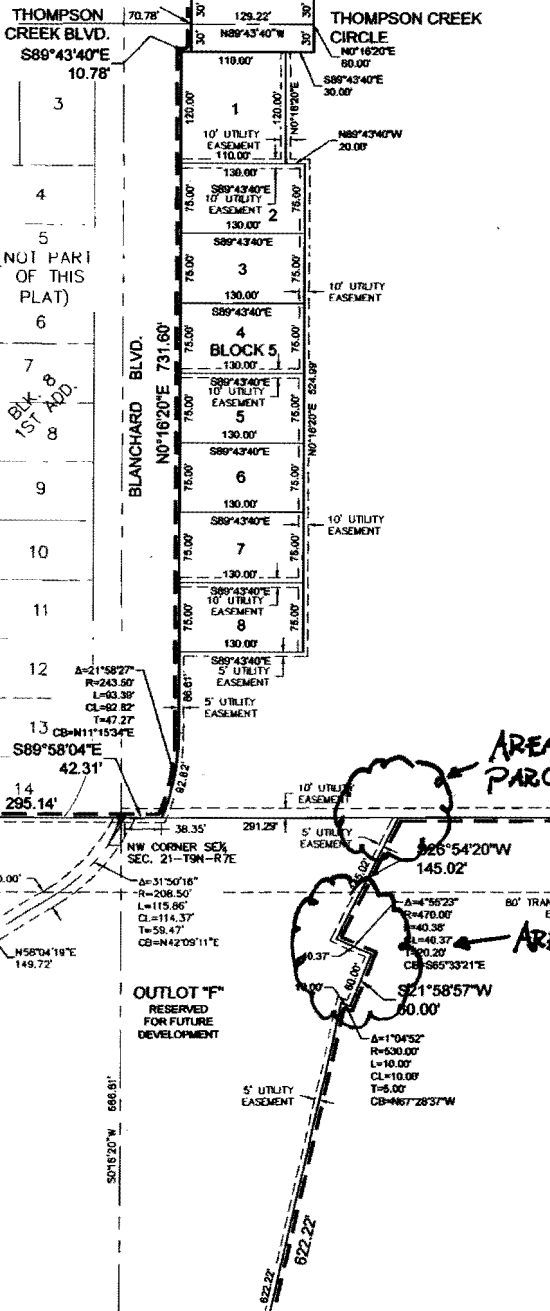 THOMPSON
CREEK BLVD.
70.78'
30'
129.22'
30'
THOMPSON CREEK
CIRCLE
30'
N89°43'40"W
30'
N0°16'20"E
60.00'
S89°43'40"E
10.78'
110.00'
S89°43'40"E
30.00'
3
120.00'
1
120.00'
N0°16'20"E
10' UTILITY
EASEMENT
110.00'
N89°43'40"W
20.00'
130.00'
4
75.00'
S89°43'40"E
10' UTILITY
EASEMENT
2
75.00'
130.00'
S89°43'40"E
5
(NOT PART
OF THIS
PLAT)
75.00'
3
75.00'
10' UTILITY
EASEMENT
130.00'
S89°43'40"E
6
75.00'
4
BLOCK 5
75.00'
130.00'
7
BLK. 8
1ST ADD.
BLANCHARD BLVD.
N0°16'20"E 731.60'
S89°43'40"E
10' UTILITY
EASEMENT
75.00'
5
75.00'
N0°16'20"E 524.99'
8
130.00'
S89°43'40"E
9
75.00'
6
75.00'
130.00'
10
75.00'
7
75.00'
10' UTILITY
EASEMENT
130.00'
S89°43'40"E
10' UTILITY
EASEMENT
11
75.00'
8
75.00'
130.00'
S89°43'40"E
5' UTILITY
EASEMENT
12
86.61'
Δ=21°58'27"
R=243.50'
L=93.39'
CL=92.82'
T=47.27'
CB=N11°15'34"E
5' UTILITY
EASEMENT
13
S89°58'04"E
42.31'
92.82'
AREA
PARC
14
295.14'
10' UTILITY
EASEMENT
38.35'
291.29'
5' UTILITY
EASEMENT
NW CORNER SE¼
SEC. 21-T9N-R7E
S26°54'20"W
145.02'
145.02'
Δ=31°50'16"
R=208.50'
L=115.86'
CL=114.37'
T=59.47'
CB=N42°09'11"E
N58°04'19"E
149.72'
Δ=4°55'23"
R=470.00'
L=40.38'
CL=40.37'
T=20.20'
CB=S65°33'21"E
40.37'
80' TRAN
ARE
OUTLOT "F"
RESERVED
FOR FUTURE
DEVELOPMENT
60.00'
10.00'
S21°58'57"W
60.00'
Δ=1°04'52"
R=530.00'
L=10.00'
CL=10.00'
T=5.00'
CB=N67°28'37"W
5' UTILITY
EASEMENT
S0°16'20"W 566.61'
622.22'
622.22'